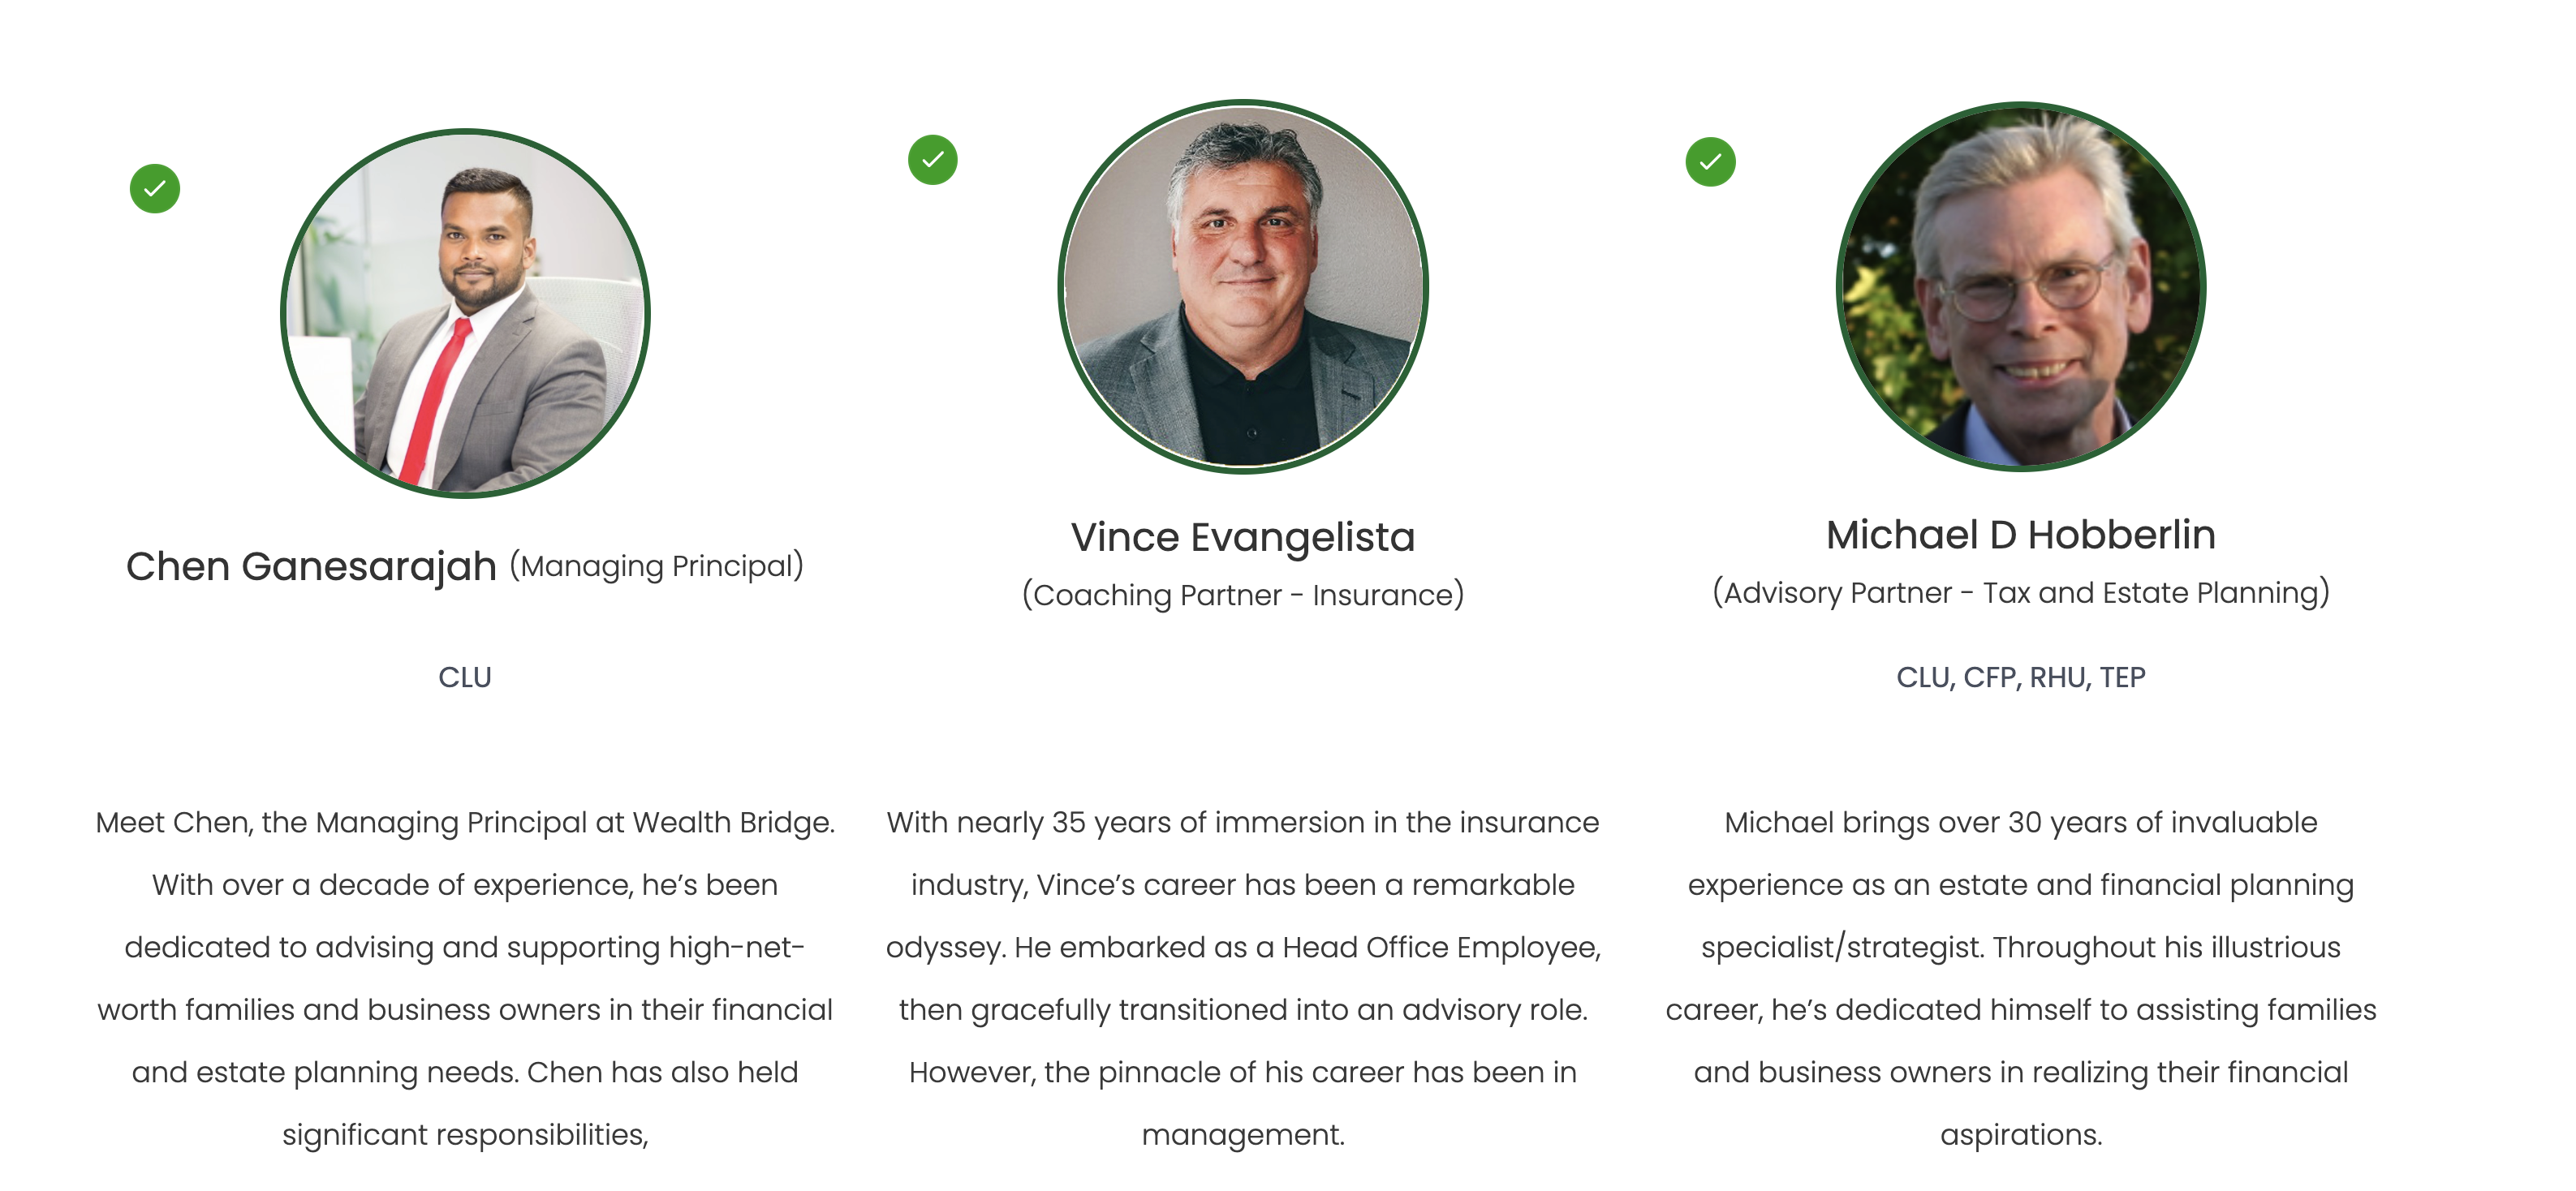 Chen Ganesarajah (Managing Principal)
CLU
Meet Chen, the Managing Principal at Wealth Bridge.
With over a decade of experience, he’s been
dedicated to advising and supporting high-net-
worth families and business owners in their financial
and estate planning needs. Chen has also held
significant responsibilities,
Vince Evangelista
(Coaching Partner - Insurance)
With nearly 35 years of immersion in the insurance
industry, Vince’s career has been a remarkable
odyssey. He embarked as a Head Office Employee,
then gracefully transitioned into an advisory role.
However, the pinnacle of his career has been in
management.
Michael D Hobberlin
(Advisory Partner - Tax and Estate Planning)
CLU, CFP, RHU, TEP
Michael brings over 30 years of invaluable
experience as an estate and financial planning
specialist/strategist. Throughout his illustrious
career, he’s dedicated himself to assisting families
and business owners in realizing their financial
aspirations.